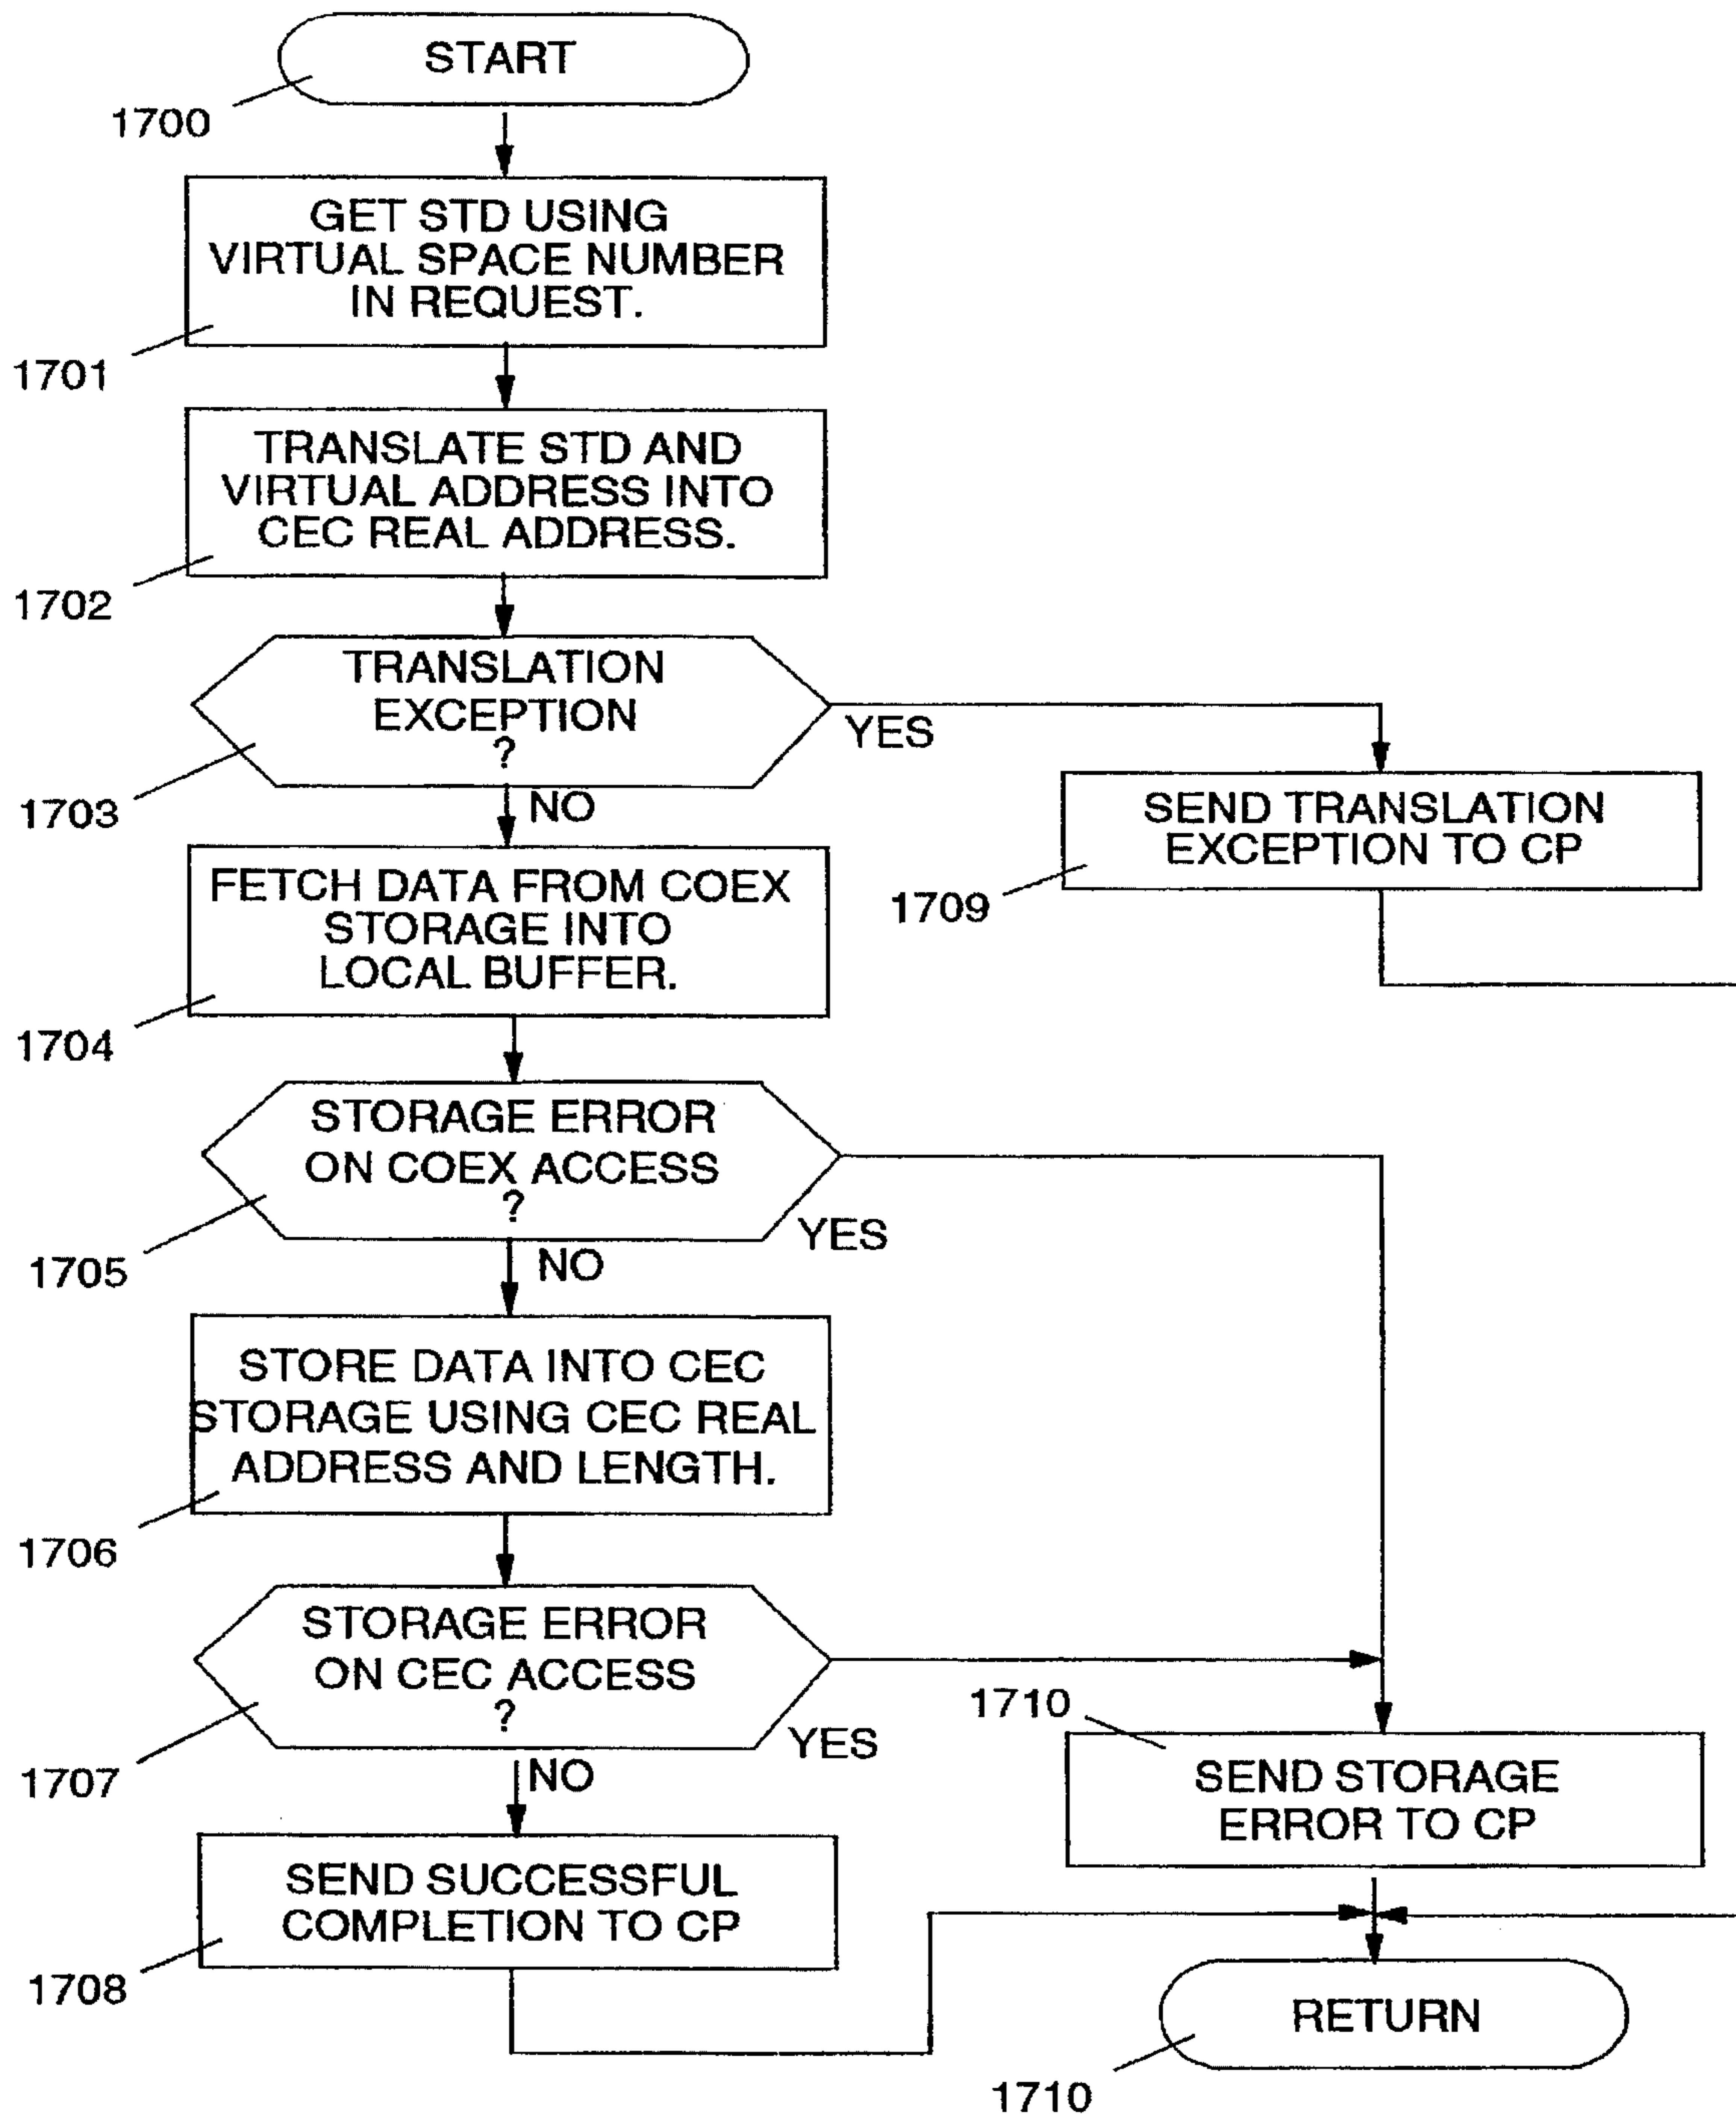 START
1700
GET STD USING
VIRTUAL SPACE NUMBER
IN REQUEST.
1701
TRANSLATE STD AND
VIRTUAL ADDRESS INTO
CEC REAL ADDRESS.
1702
TRANSLATION
EXCEPTION
?
YES
1703
NO
SEND TRANSLATION
EXCEPTION TO CP
1709
FETCH DATA FROM COEX
STORAGE INTO
LOCAL BUFFER.
1704
STORAGE ERROR
ON COEX ACCESS
?
YES
1705
NO
STORE DATA INTO CEC
STORAGE USING CEC REAL
ADDRESS AND LENGTH.
1706
STORAGE ERROR
ON CEC ACCESS
?
YES
1707
NO
1710
SEND STORAGE
ERROR TO CP
SEND SUCCESSFUL
COMPLETION TO CP
1708
RETURN
1710